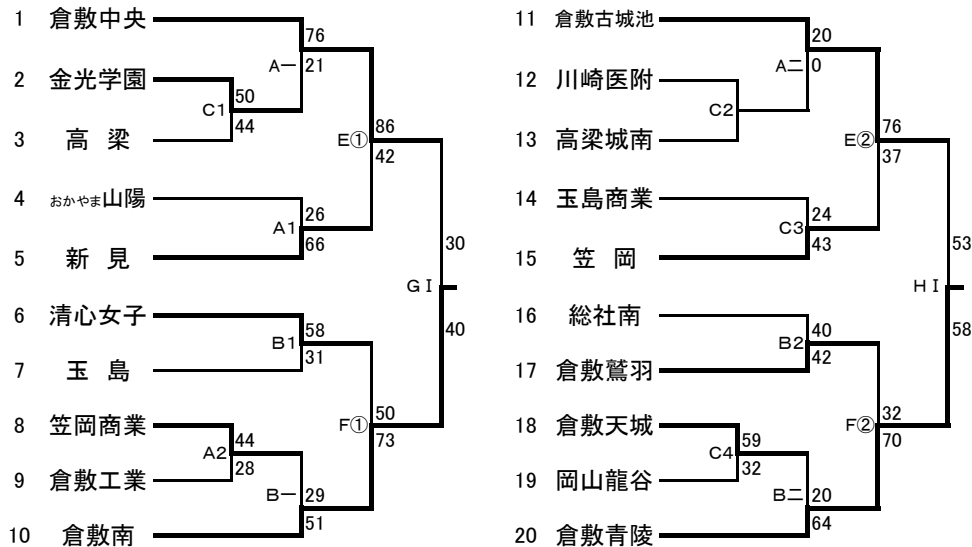 1 倉敷中央
2 金光学園
3 高 梁
4 おかやま山陽
5 新 見
6 清心女子
7 玉 島
8 笠岡商業
9 倉敷工業
10 倉敷南
C1
50
44
A一
76
21
A1
26
66
E①
86
42
B1
58
31
A2
44
28
B一
29
51
F①
50
73
GⅠ
30
40
11 倉敷古城池
12 川崎医附
13 高梁城南
14 玉島商業
15 笠 岡
16 総社南
17 倉敷鷲羽
18 倉敷天城
19 岡山龍谷
20 倉敷青陵
C2
A二
20
0
C3
24
43
E②
76
37
B2
40
42
C4
59
32
B二
20
64
F②
32
70
HⅠ
53
58